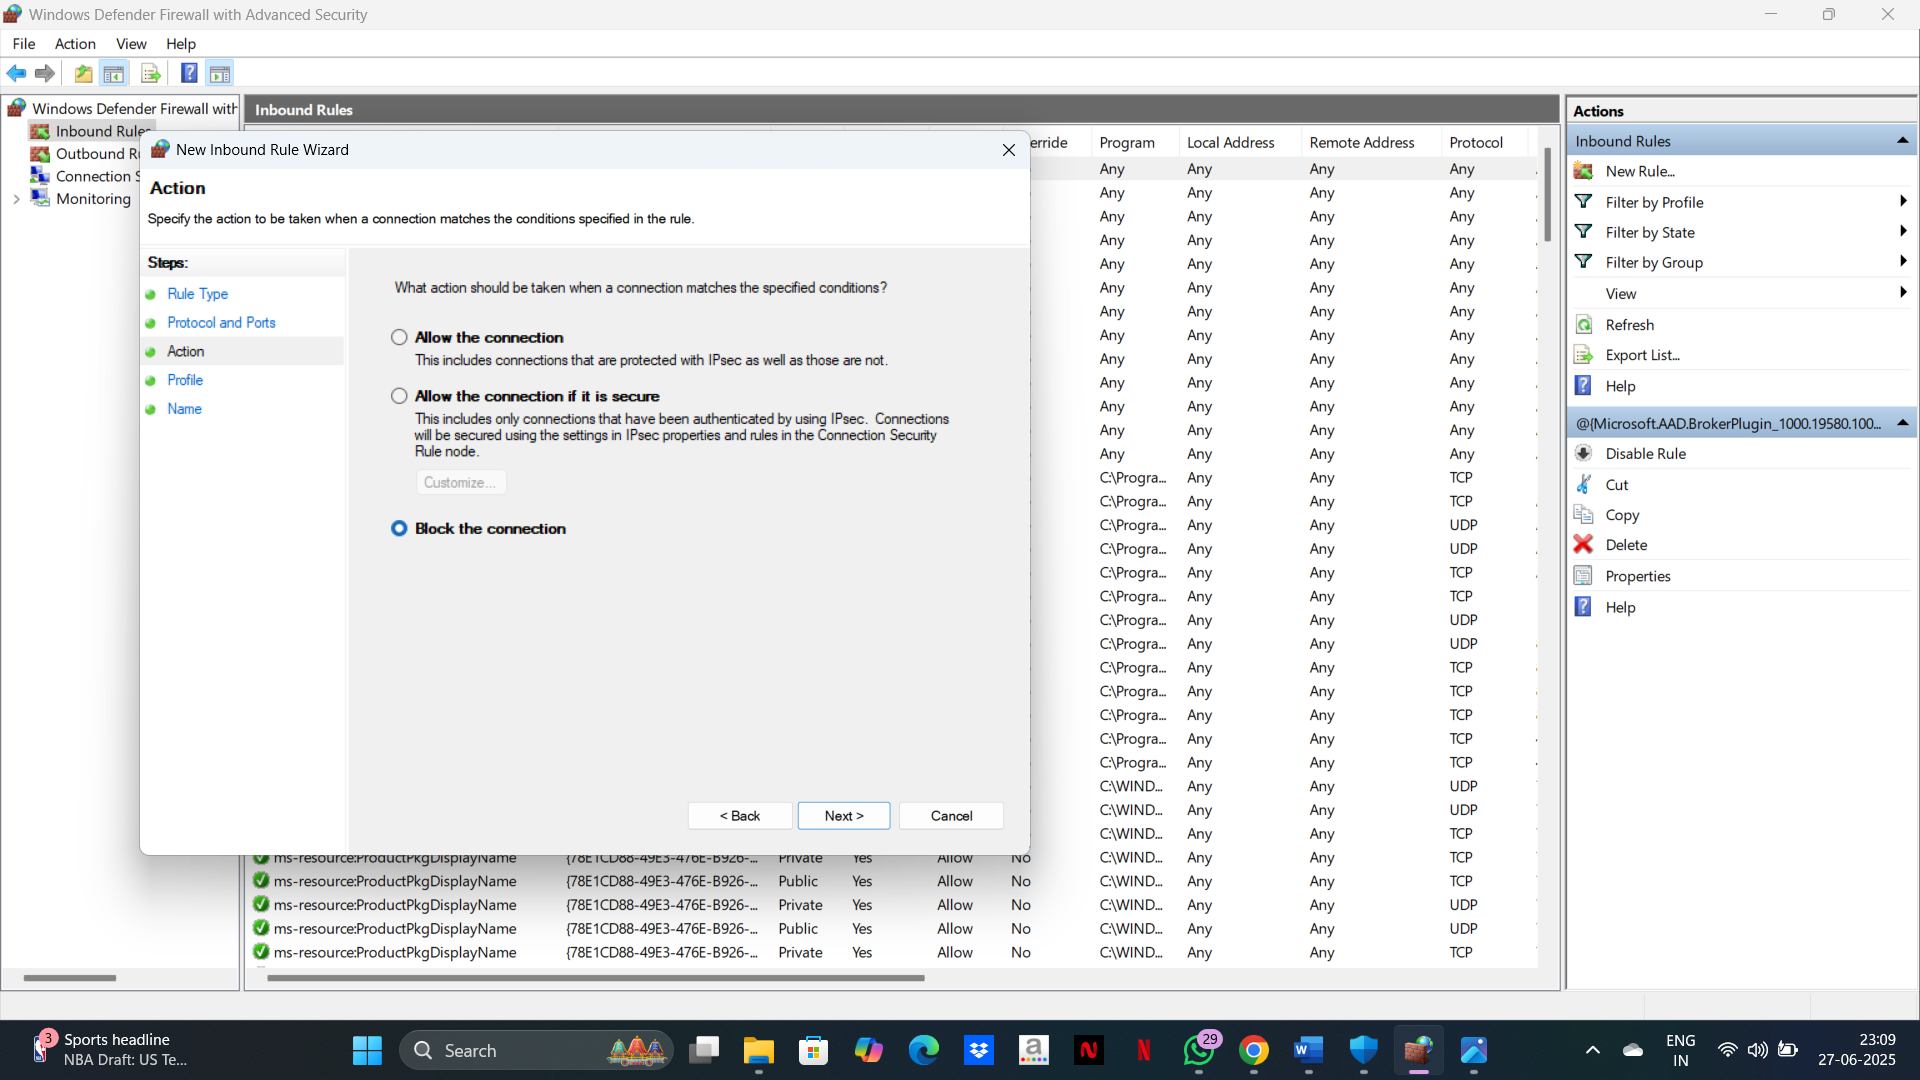 Windows Defender Firewall with Advanced Security
File Action View Help
Windows Defender Firewall with
Inbound Rules
Outbound Ru
Connection S
Monitoring
Inbound Rules
erride Program Local Address Remote Address Protocol
Any Any Any Any
Any Any Any Any
Any Any Any Any
Any Any Any Any
Any Any Any Any
Any Any Any Any
Any Any Any Any
Any Any Any Any
Any Any Any Any
Any Any Any Any
Any Any Any Any
Any Any Any Any
Any Any Any Any
C:\Progra... Any Any TCP
C:\Progra... Any Any TCP
C:\Progra... Any Any UDP
C:\Progra... Any Any UDP
C:\Progra... Any Any TCP
C:\Progra... Any Any TCP
C:\Progra... Any Any UDP
C:\Progra... Any Any UDP
C:\Progra... Any Any TCP
C:\Progra... Any Any TCP
C:\Progra... Any Any TCP
C:\Progra... Any Any TCP
C:\Progra... Any Any TCP
C:\WIND... Any Any UDP
C:\WIND... Any Any UDP
C:\WIND... Any Any TCP
ms-resource:ProductPkgDisplayName {78E1CD88-49E3-476E-B926-... Private Yes Allow No C:\WIND... Any Any TCP
ms-resource:ProductPkgDisplayName {78E1CD88-49E3-476E-B926-... Public Yes Allow No C:\WIND... Any Any TCP
ms-resource:ProductPkgDisplayName {78E1CD88-49E3-476E-B926-... Private Yes Allow No C:\WIND... Any Any UDP
ms-resource:ProductPkgDisplayName {78E1CD88-49E3-476E-B926-... Public Yes Allow No C:\WIND... Any Any UDP
ms-resource:ProductPkgDisplayName {78E1CD88-49E3-476E-B926-... Private Yes Allow No C:\WIND... Any Any TCP
New Inbound Rule Wizard
Action
Specify the action to be taken when a connection matches the conditions specified in the rule.
Steps:
Rule Type
Protocol and Ports
Action
Profile
Name
What action should be taken when a connection matches the specified conditions?
Allow the connection
This includes connections that are protected with IPsec as well as those are not.
Allow the connection if it is secure
This includes only connections that have been authenticated by using IPsec. Connections
will be secured using the settings in IPsec properties and rules in the Connection Security
Rule node.
Customize...
Block the connection
< Back Next > Cancel
Actions
Inbound Rules
New Rule...
Filter by Profile
Filter by State
Filter by Group
View
Refresh
Export List...
Help
@{Microsoft.AAD.BrokerPlugin_1000.19580.100...
Disable Rule
Cut
Copy
Delete
Properties
Help
3
Sports headline
NBA Draft: US Te...
Search
29
ENG
IN
23:09
27-06-2025